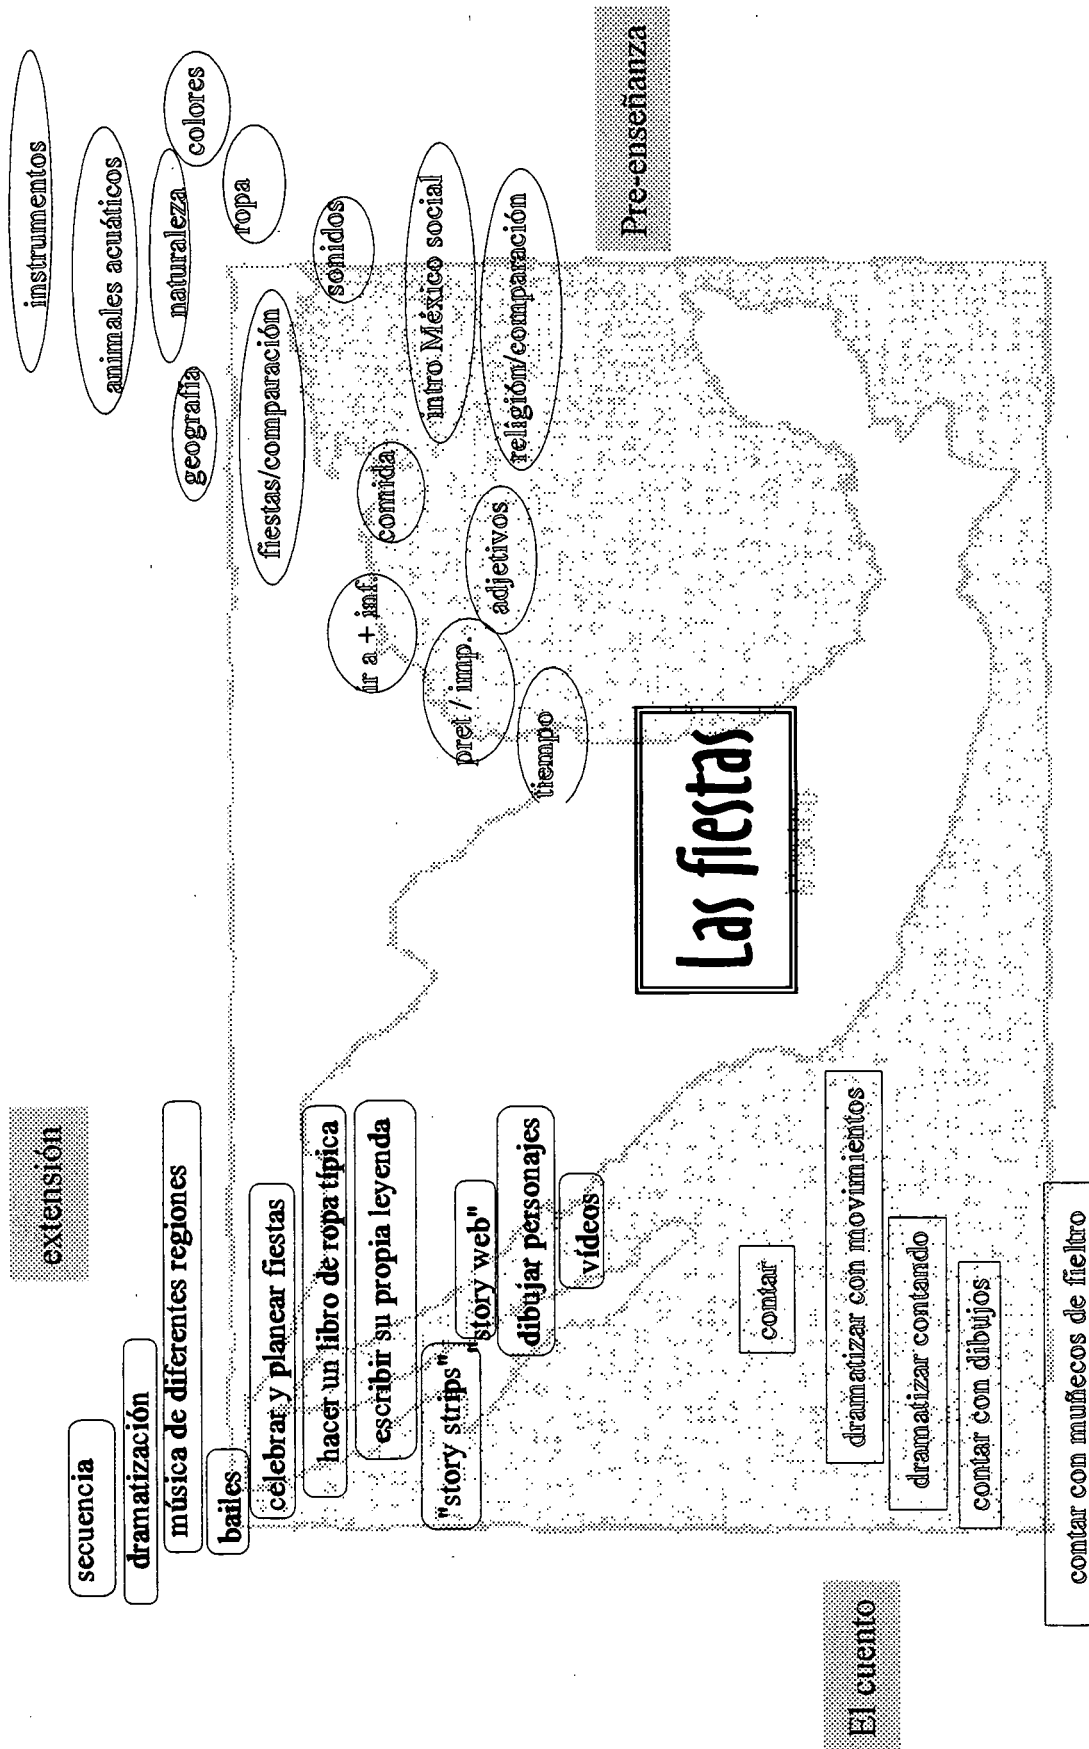 extensión
secuencia
dramatización
música de diferentes regiones
bailes
celebrar y planear fiestas
hacer un libro de ropa típica
escribir su propia leyenda
"story strips"
"story web"
dibujar personajes
vídeos
instrumentos
animales acuáticos
naturaleza
colores
geografía
ropa
fiestas/comparación
sonidos
ir a + inf.
comida
intro México social
pret / imp.
adjetivos
religión/comparación
tiempo
Pre-enseñanza
Las fiestas
El cuento
contar
dramatizar con movimientos
dramatizar contando
contar con dibujos
contar con muñecos de fieltro